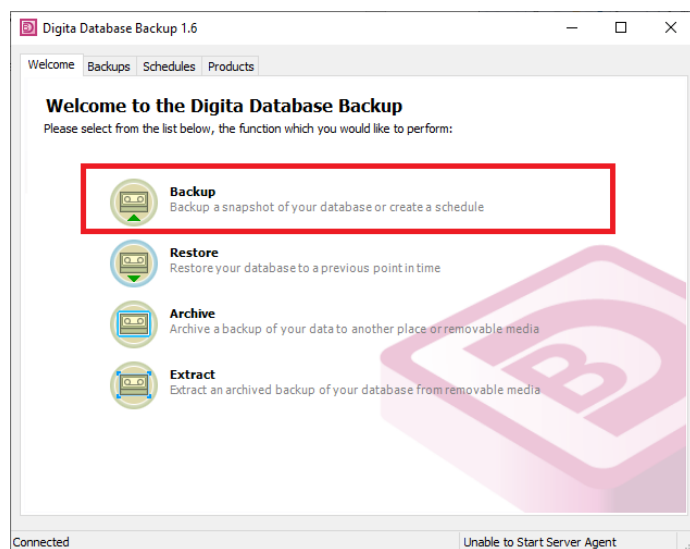 Digita Database Backup 1.6
Welcome Backups Schedules Products
Welcome to the Digita Database Backup
Please select from the list below, the function which you would like to perform:
Backup
Backup a snapshot of your database or create a schedule
Restore
Restore your database to a previous point in time
Archive
Archive a backup of your data to another place or removable media
Extract
Extract an archived backup of your database from removable media
Connected Unable to Start Server Agent